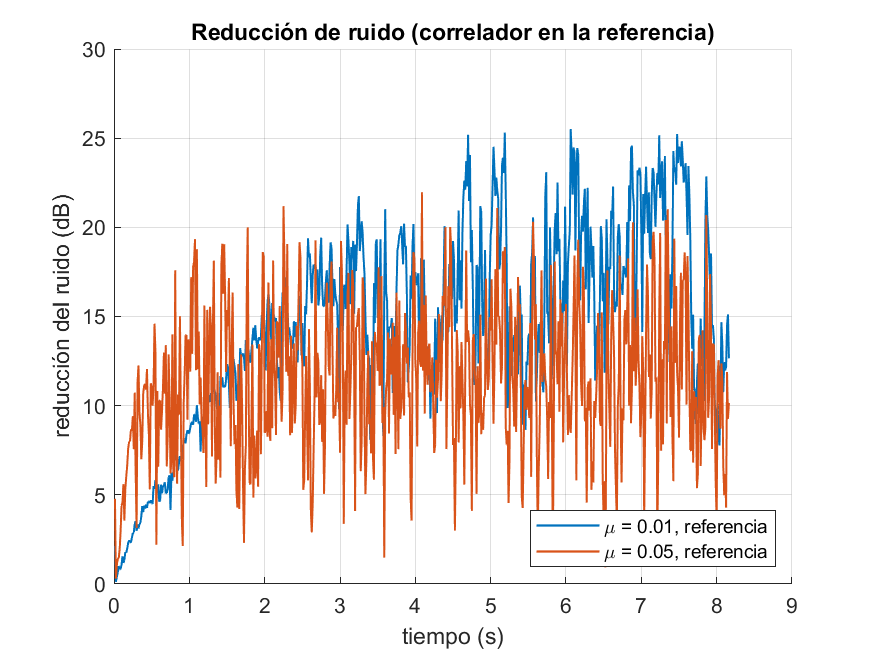 Reducción de ruido (correlador en la referencia)
30
25
20
15
10
5
0
reducción del ruido (dB)
0 1 2 3 4 5 6 7 8 9
tiempo (s)
μ = 0.01, referencia
μ = 0.05, referencia